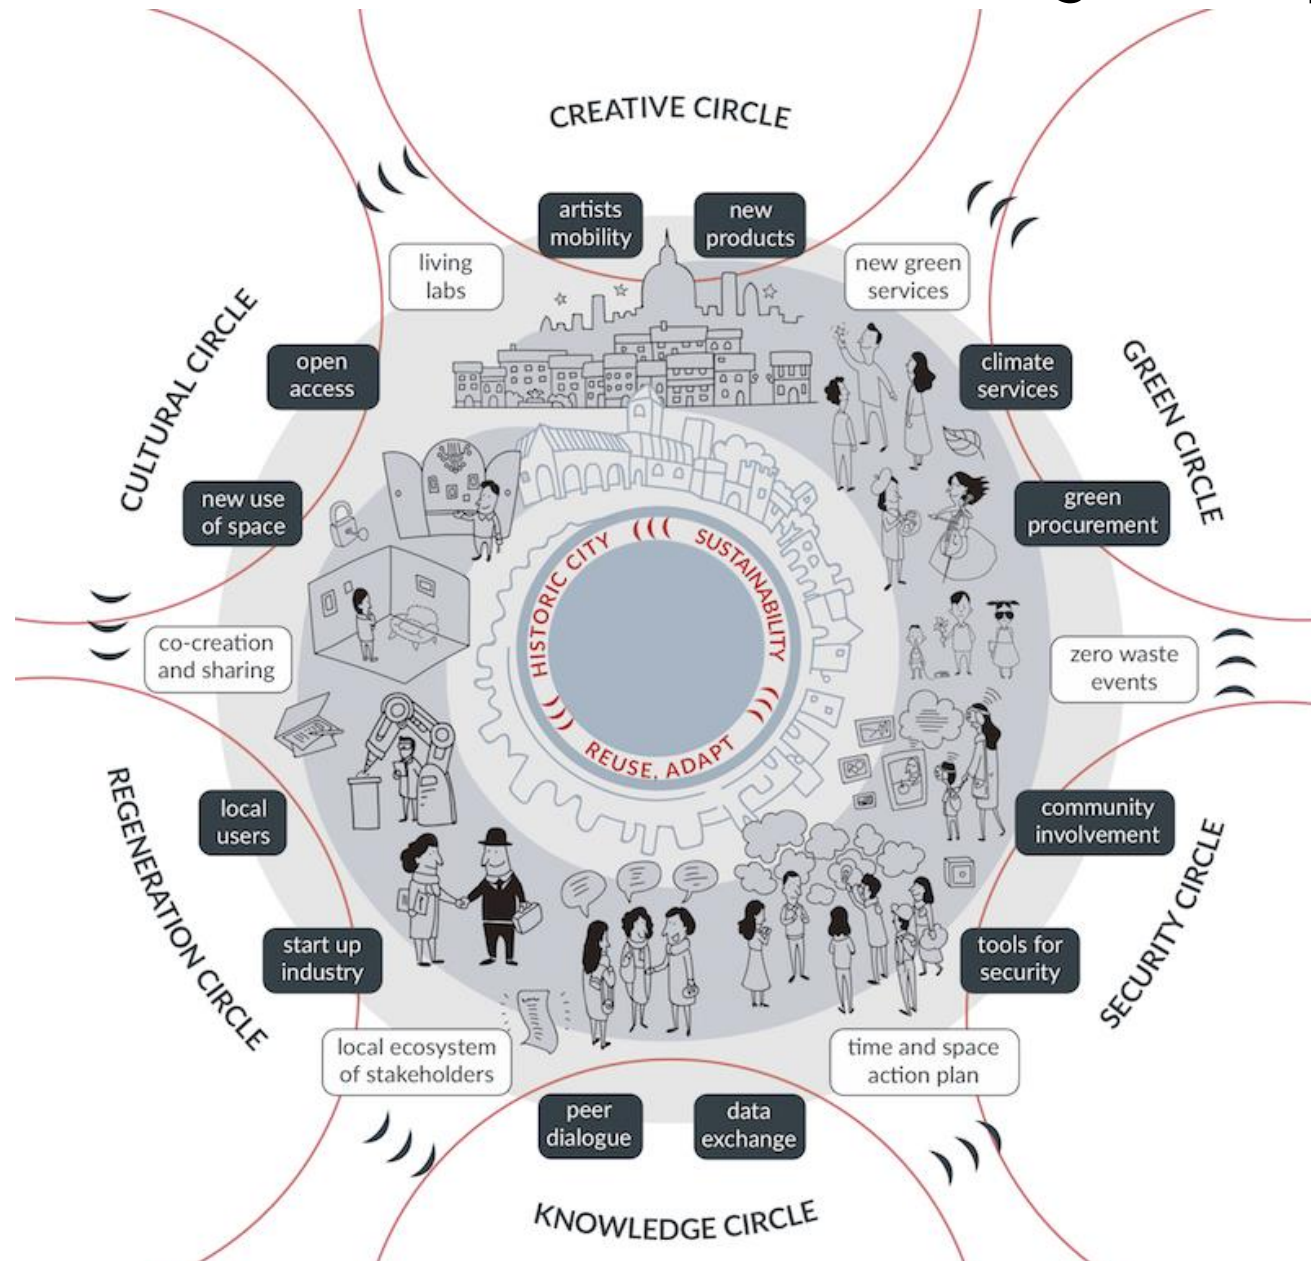 CREATIVE CIRCLE
artists
mobility
new
products
living
labs
new green
services
CULTURAL CIRCLE
open
access
climate
services
GREEN CIRCLE
new use
of space
green
procurement
HISTORIC CITY
SUSTAINABILITY
REUSE, ADAPT
co-creation
and sharing
zero waste
events
REGENERATION CIRCLE
local
users
community
involvement
SECURITY CIRCLE
start up
industry
tools for
security
local ecosystem
of stakeholders
time and space
action plan
peer
dialogue
data
exchange
KNOWLEDGE CIRCLE